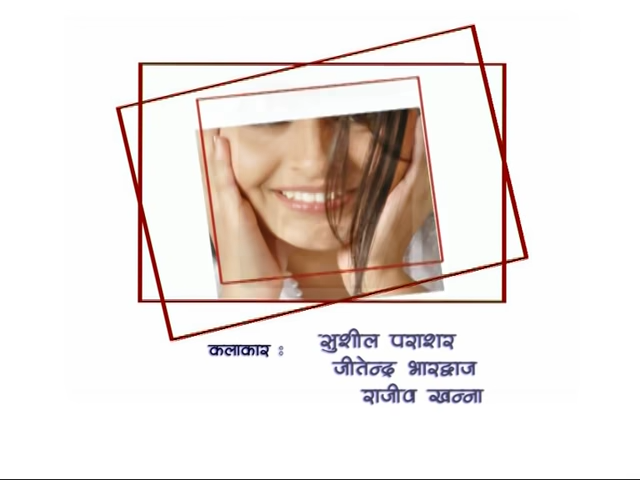 कलाकार : सुशील पराशर
जीतेन्द्र भारद्वाज
राजीव खन्ना